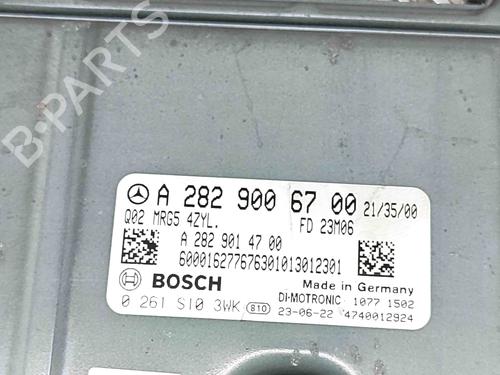 B-PARTS
A 282 900 67 00 21/35/00
Q02 MRG5 4ZYL. FD 23M06
A 282 901 47 00
600016277676301013012301
BOSCH
Made in Germany
DI-MOTRONIC 1077 1502
0 261 S10 3WK 810 23-06-22 4740012924